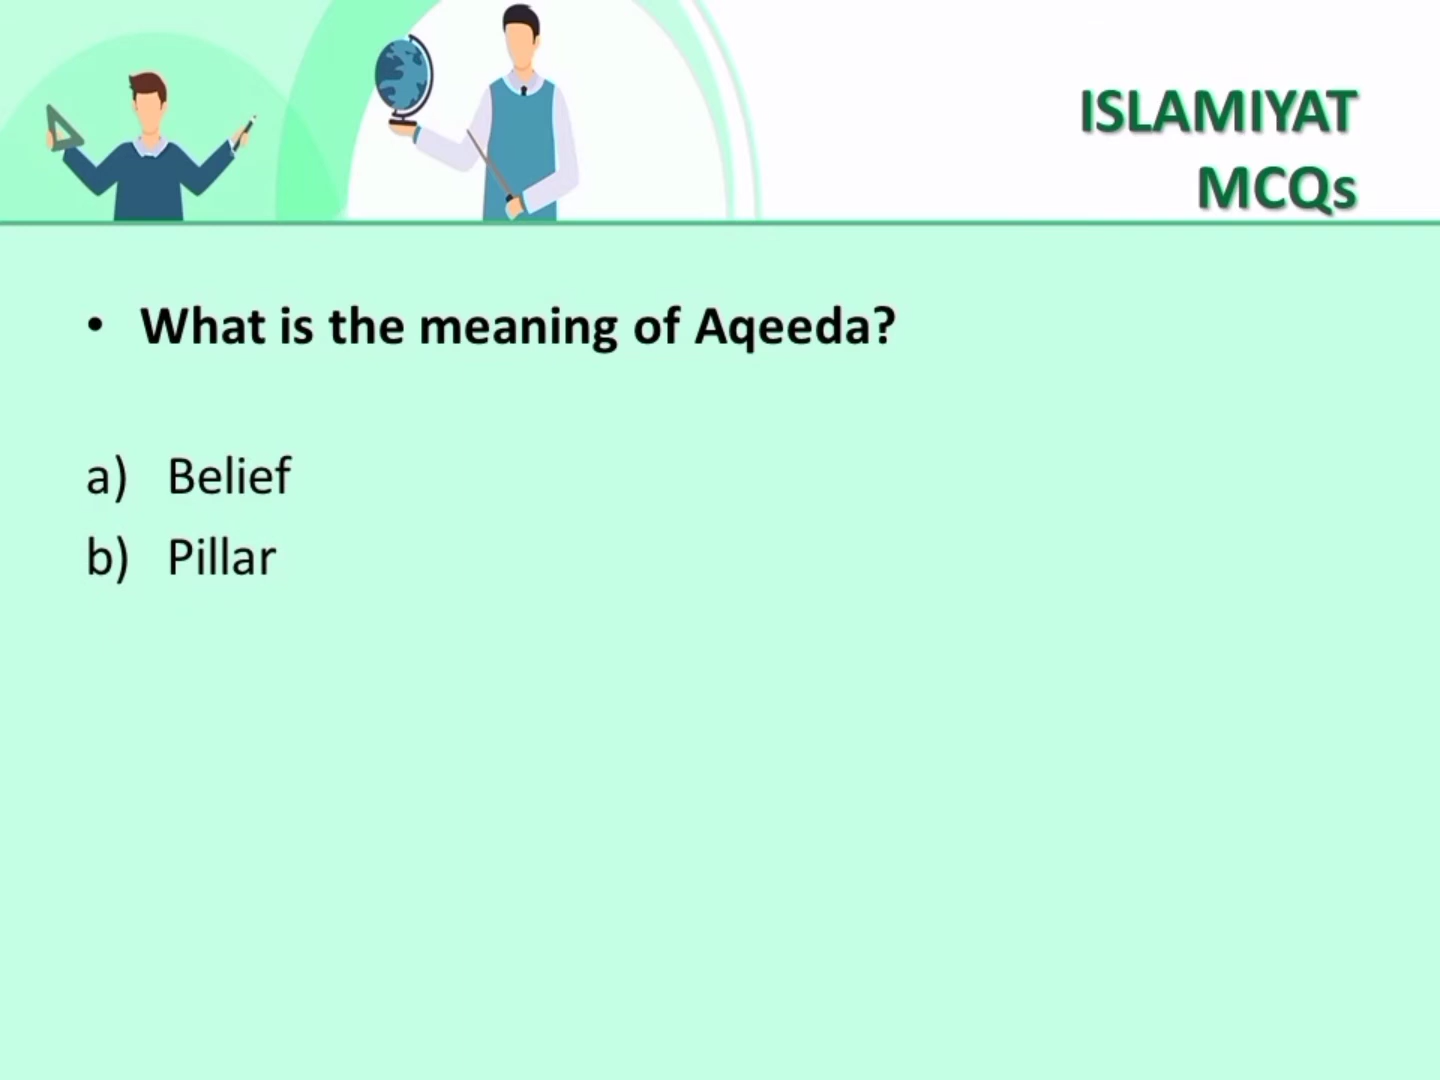 ISLAMIYAT
MCQs
• What is the meaning of Aqeeda?
a) Belief
b) Pillar